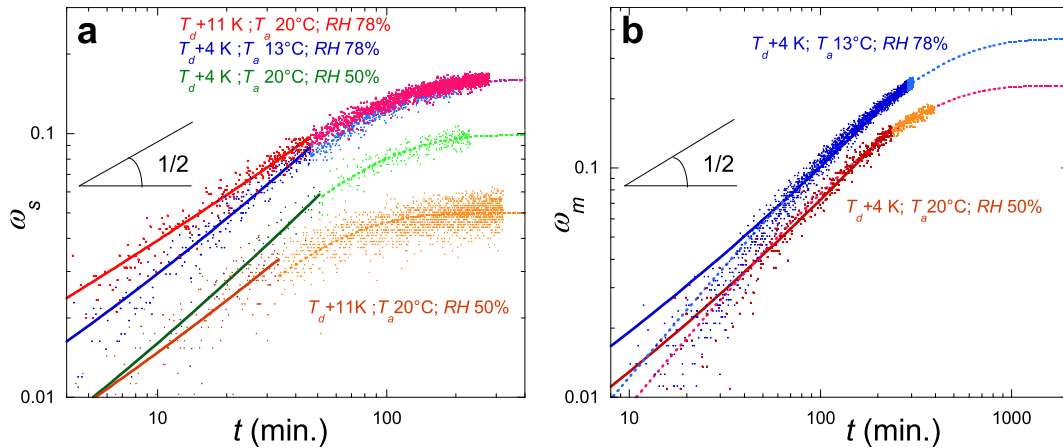 a
T_d+11 K ;T_a 20°C; RH 78%
T_d+4 K ;T_a 13°C; RH 78%
T_d+4 K ;T_a 20°C; RH 50%
0.1
1/2
ω_s
T_d+11K ;T_a20°C; RH 50%
0.01
10
100
t (min.)
b
T_d+4 K; T_a 13°C; RH 78%
0.1
1/2
ω_m
T_d+4 K; T_a 20°C; RH 50%
0.01
10
100
1000
t (min.)